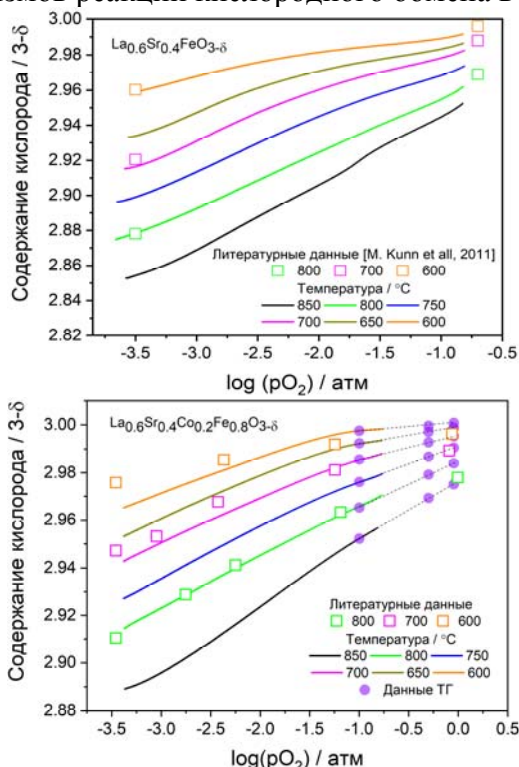 измов реакции кислородного обмена в
3.00
La0.6Sr0.4FeO3-δ
2.98
2.96
2.94
2.92
2.90
2.88
2.86
2.84
2.82
Содержание кислорода / 3-δ
Литературные данные [M. Kunn et all, 2011]
800 700 600
Температура / °C
850 800 750
700 650 600
-3.5 -3.0 -2.5 -2.0 -1.5 -1.0 -0.5
log (pO2) / атм
La0.6Sr0.4Co0.2Fe0.8O3-δ
3.00
2.98
2.96
2.94
2.92
2.90
2.88
Содержание кислорода / 3-δ
Литературные данные
800 700 600
Температура / °C
850 800 750
700 650 600
Данные ТГ
-3.5 -3.0 -2.5 -2.0 -1.5 -1.0 -0.5 0.0
log(pO2) / атм